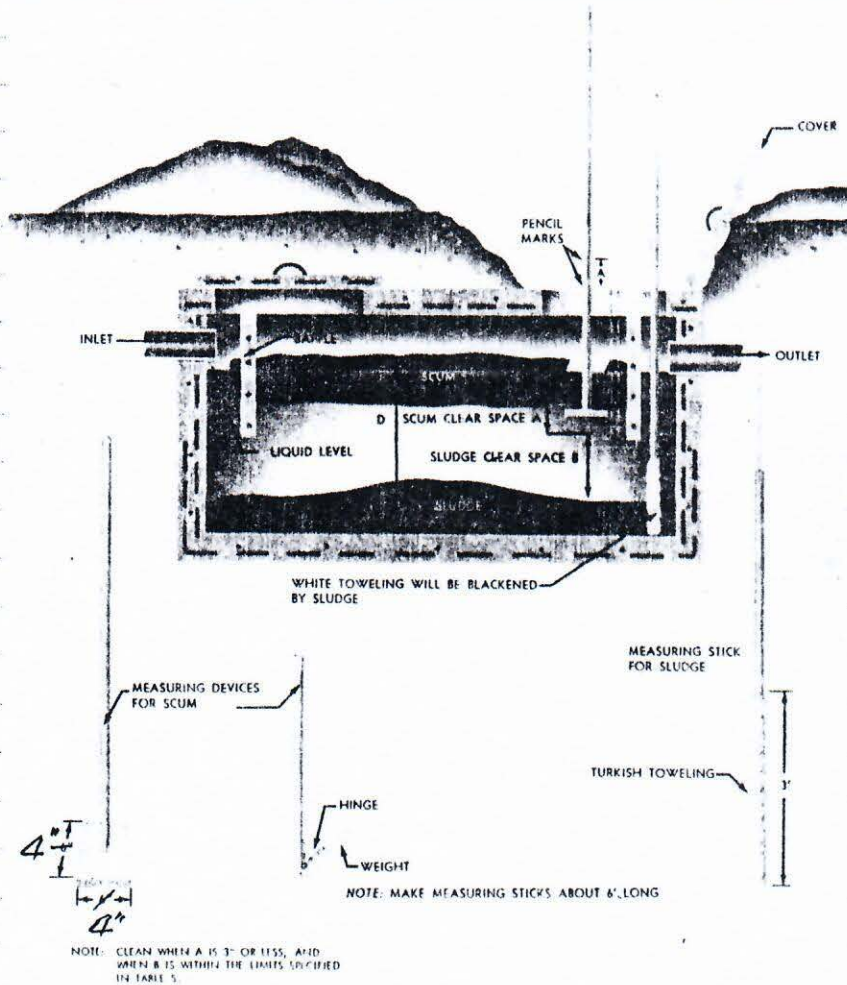 COVER
PENCIL
MARKS
"A"
INLET
BAFFLE
OUTLET
SCUM
D
SCUM CLEAR SPACE A
LIQUID LEVEL
SLUDGE CLEAR SPACE B
SLUDGE
WHITE TOWELING WILL BE BLACKENED
BY SLUDGE
MEASURING DEVICES
FOR SCUM
MEASURING STICK
FOR SLUDGE
TURKISH TOWELING
3'
HINGE
WEIGHT
4"
NOTE: MAKE MEASURING STICKS ABOUT 6' LONG
4"
NOTE: CLEAN WHEN A IS 3" OR LESS, AND
WHEN B IS WITHIN THE LIMITS SPECIFIED
IN TABLE 5.